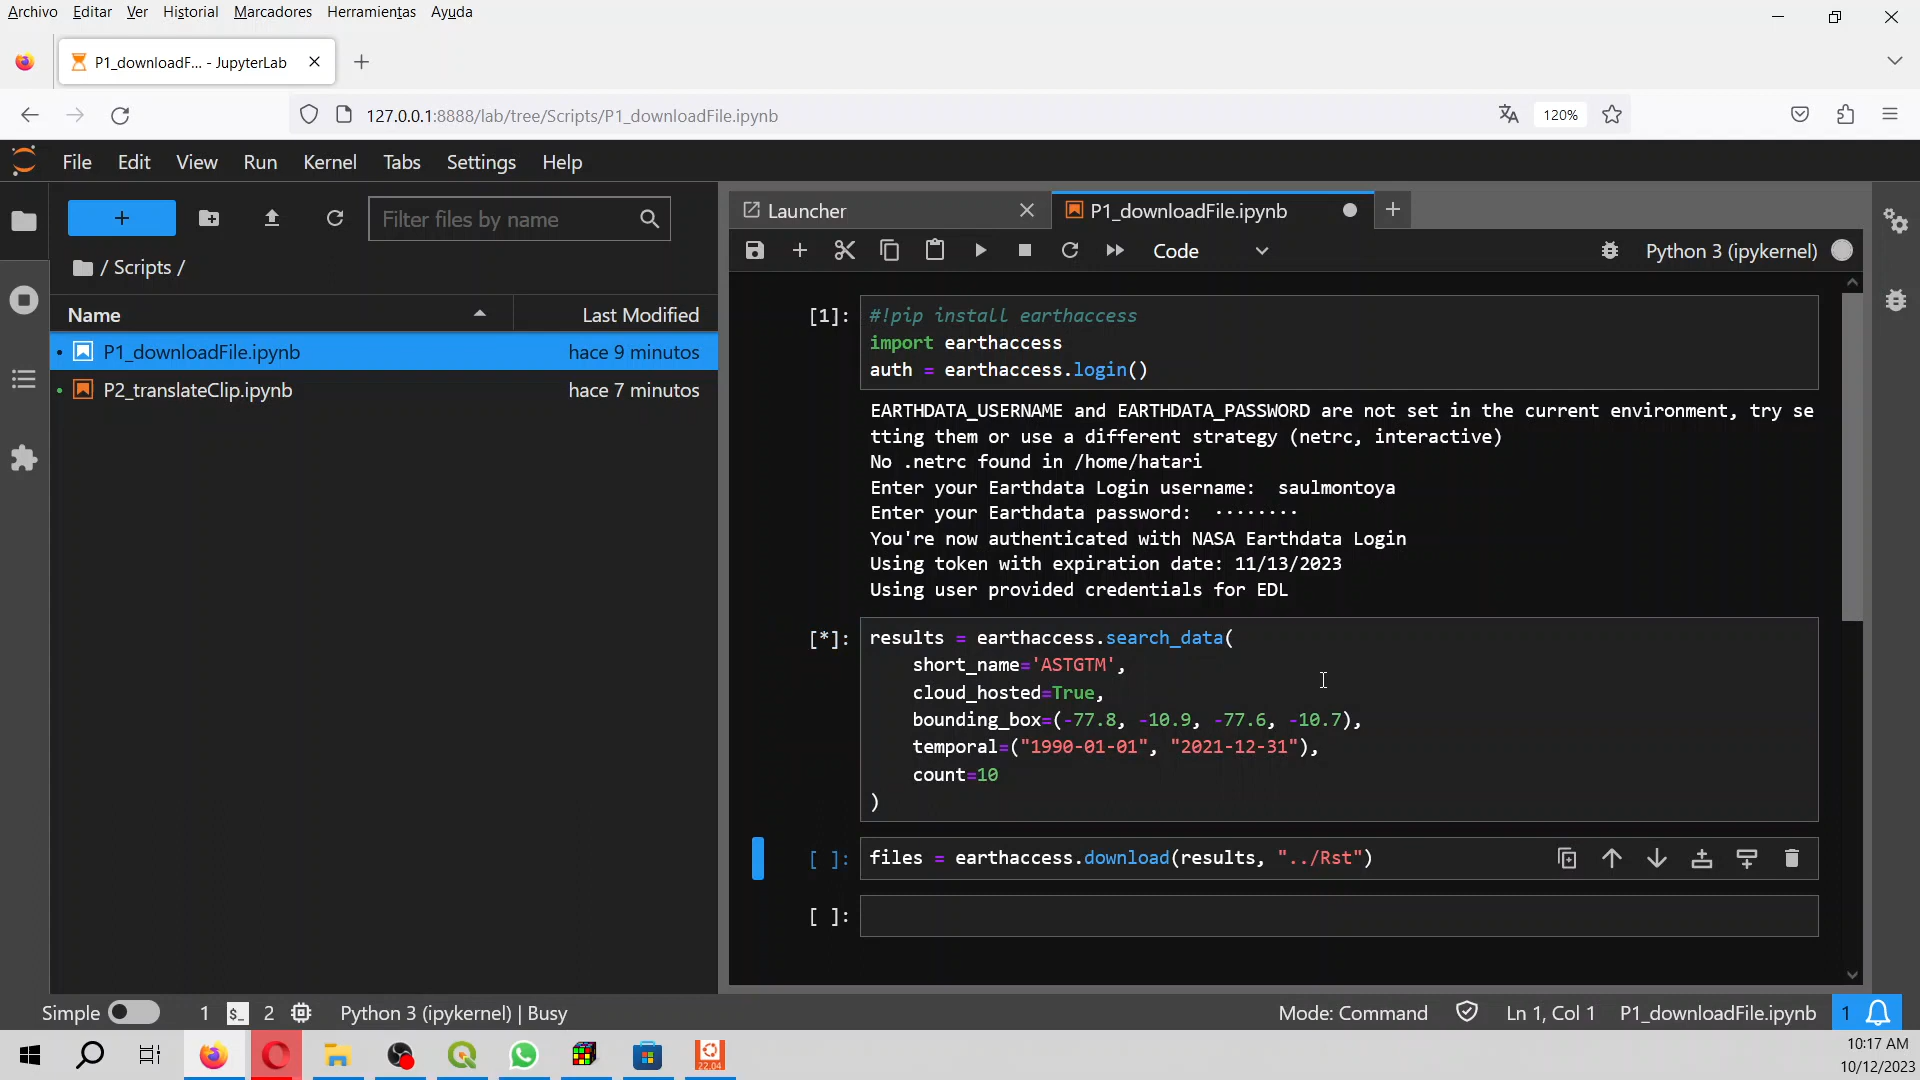 Archivo Editar Ver Historial Marcadores Herramientas Ayuda
P1_downloadF... - JupyterLab
127.0.0.1:8888/lab/tree/Scripts/P1_downloadFile.ipynb
120%
File Edit View Run Kernel Tabs Settings Help
Filter files by name
/ Scripts /
Name Last Modified
P1_downloadFile.ipynb hace 9 minutos
P2_translateClip.ipynb hace 7 minutos
Launcher P1_downloadFile.ipynb
Code Python 3 (ipykernel)
[1]: #!pip install earthaccess
import earthaccess
auth = earthaccess.login()
EARTHDATA_USERNAME and EARTHDATA_PASSWORD are not set in the current environment, try se
tting them or use a different strategy (netrc, interactive)
No .netrc found in /home/hatari
Enter your Earthdata Login username:  saulmontoya
Enter your Earthdata password:  ········
You're now authenticated with NASA Earthdata Login
Using token with expiration date: 11/13/2023
Using user provided credentials for EDL
[*]: results = earthaccess.search_data(
    short_name='ASTGTM',
    cloud_hosted=True,
    bounding_box=(-77.8, -10.9, -77.6, -10.7),
    temporal=("1990-01-01", "2021-12-31"),
    count=10
)
[ ]: files = earthaccess.download(results, "../Rst")
[ ]:
Simple 1 $_ 2 Python 3 (ipykernel) | Busy Mode: Command Ln 1, Col 1 P1_downloadFile.ipynb 1
22.04
10:17 AM
10/12/2023